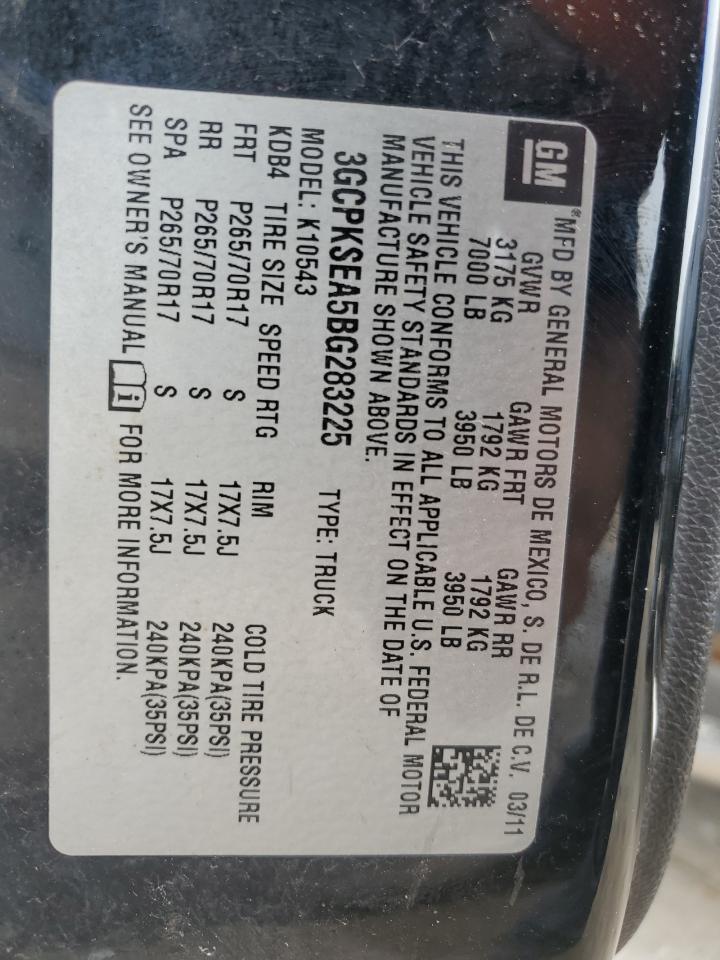 GM
® MFD BY GENERAL MOTORS DE MEXICO, S. DE R.L. DE C.V. 03/11
GVWR GAWR FRT GAWR RR
3175 KG 1792 KG 1792 KG
7000 LB 3950 LB 3950 LB
THIS VEHICLE CONFORMS TO ALL APPLICABLE U.S. FEDERAL MOTOR
VEHICLE SAFETY STANDARDS IN EFFECT ON THE DATE OF
MANUFACTURE SHOWN ABOVE.
3GCPKSEA5BG283225 TYPE: TRUCK
MODEL: K10543
KDB4 TIRE SIZE SPEED RTG RIM COLD TIRE PRESSURE
FRT P265/70R17 S 17X7.5J 240KPA(35PSI)
RR P265/70R17 S 17X7.5J 240KPA(35PSI)
SPA P265/70R17 S 17X7.5J 240KPA(35PSI)
SEE OWNER'S MANUAL i FOR MORE INFORMATION.